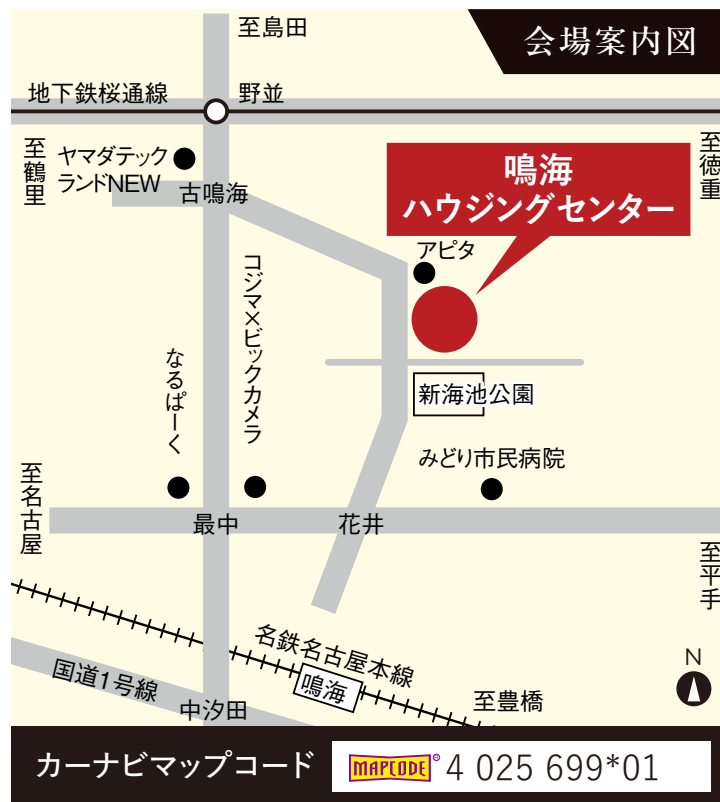 会場案内図
至島田
地下鉄桜通線
野並
至鶴里
ヤマダテック
ランドNEW
古鳴海
至徳重
鳴海
ハウジングセンター
アピタ
コジマ×ビックカメラ
なるぱーく
新海池公園
みどり市民病院
至名古屋
最中
花井
至平手
名鉄名古屋本線
鳴海
国道1号線
中汐田
至豊橋
N
カーナビマップコード
MAPCODE® 4 025 699*01